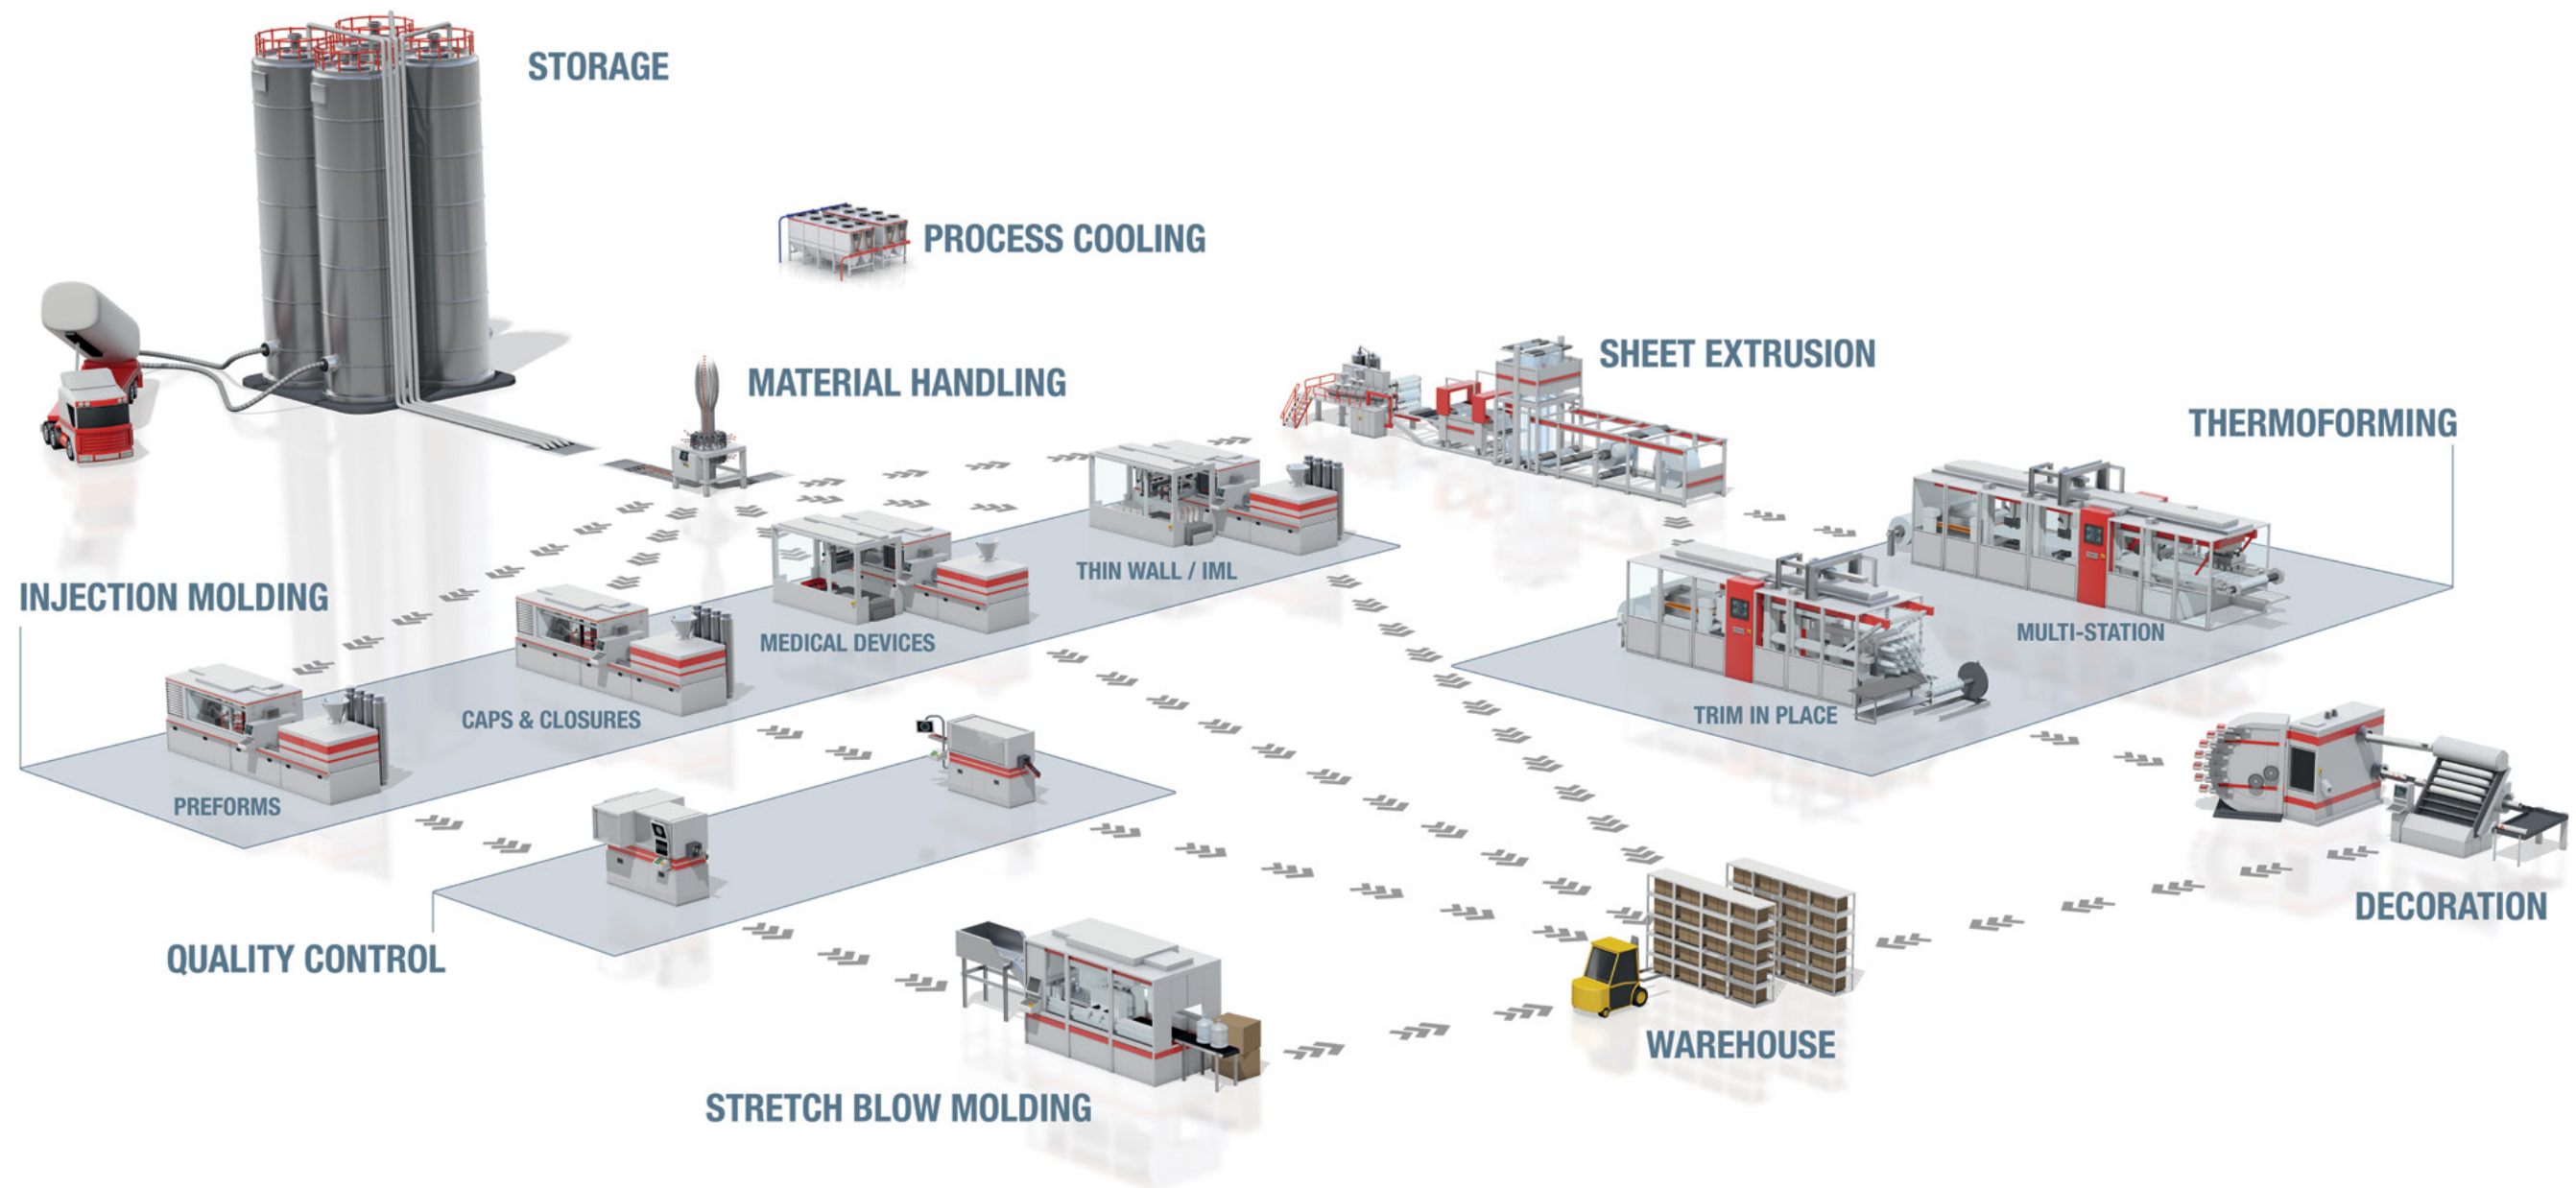 STORAGE
PROCESS COOLING
MATERIAL HANDLING
SHEET EXTRUSION
THERMOFORMING
INJECTION MOLDING
THIN WALL / IML
MEDICAL DEVICES
MULTI-STATION
CAPS & CLOSURES
TRIM IN PLACE
PREFORMS
QUALITY CONTROL
DECORATION
WAREHOUSE
STRETCH BLOW MOLDING